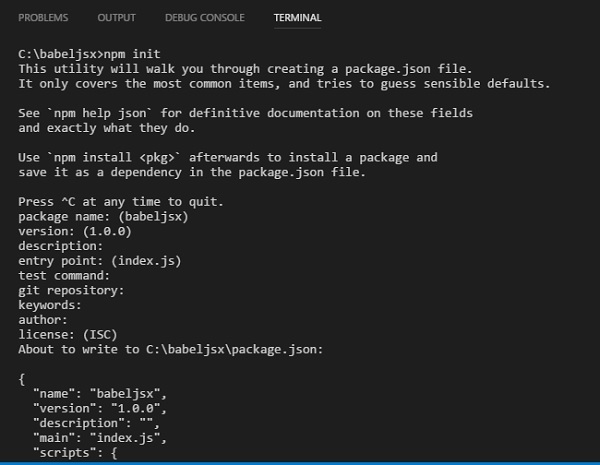 PROBLEMS OUTPUT DEBUG CONSOLE TERMINAL
C:\babeljsx>npm init
This utility will walk you through creating a package.json file.
It only covers the most common items, and tries to guess sensible defaults.
See `npm help json` for definitive documentation on these fields
and exactly what they do.
Use `npm install <pkg>` afterwards to install a package and
save it as a dependency in the package.json file.
Press ^C at any time to quit.
package name: (babeljsx)
version: (1.0.0)
description:
entry point: (index.js)
test command:
git repository:
keywords:
author:
license: (ISC)
About to write to C:\babeljsx\package.json:
{
  "name": "babeljsx",
  "version": "1.0.0",
  "description": "",
  "main": "index.js",
  "scripts": {